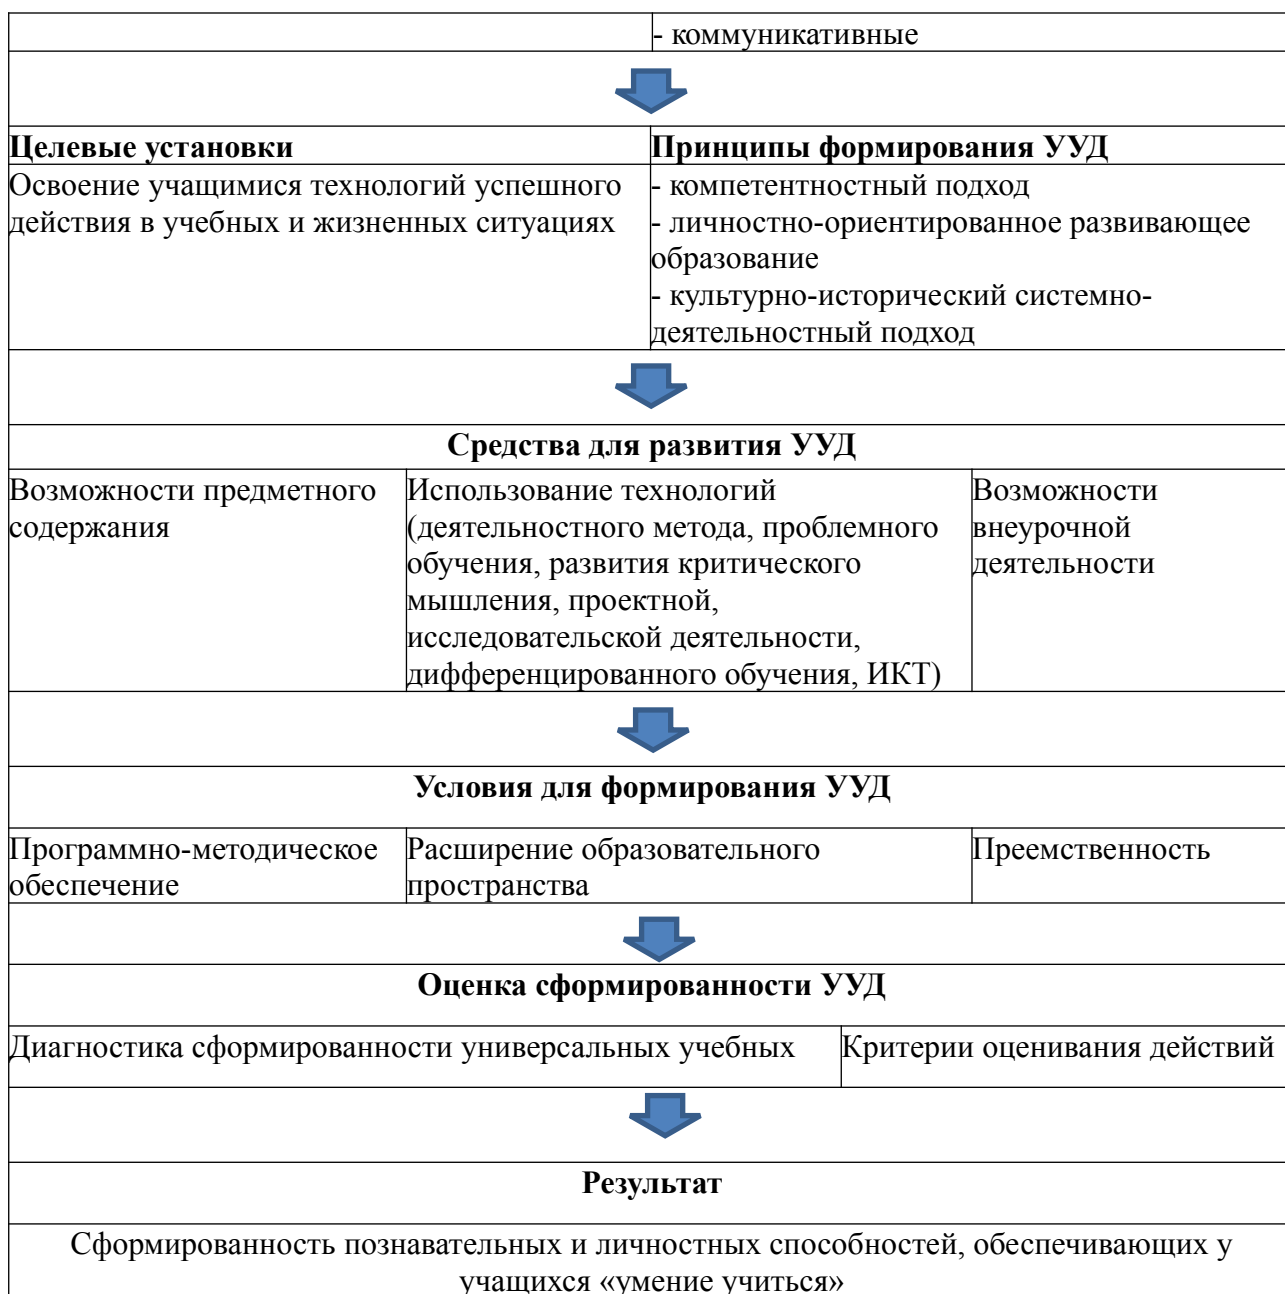 - коммуникативные
Целевые установки
Принципы формирования УУД
Освоение учащимися технологий успешного
действия в учебных и жизненных ситуациях
- компетентностный подход
- личностно-ориентированное развивающее
образование
- культурно-исторический системно-
деятельностный подход
Средства для развития УУД
Возможности предметного
содержания
Использование технологий
(деятельностного метода, проблемного
обучения, развития критического
мышления, проектной,
исследовательской деятельности,
дифференцированного обучения, ИКТ)
Возможности
внеурочной
деятельности
Условия для формирования УУД
Программно-методическое
обеспечение
Расширение образовательного
пространства
Преемственность
Оценка сформированности УУД
Диагностика сформированности универсальных учебных
Критерии оценивания действий
Результат
Сформированность познавательных и личностных способностей, обеспечивающих у
учащихся «умение учиться»